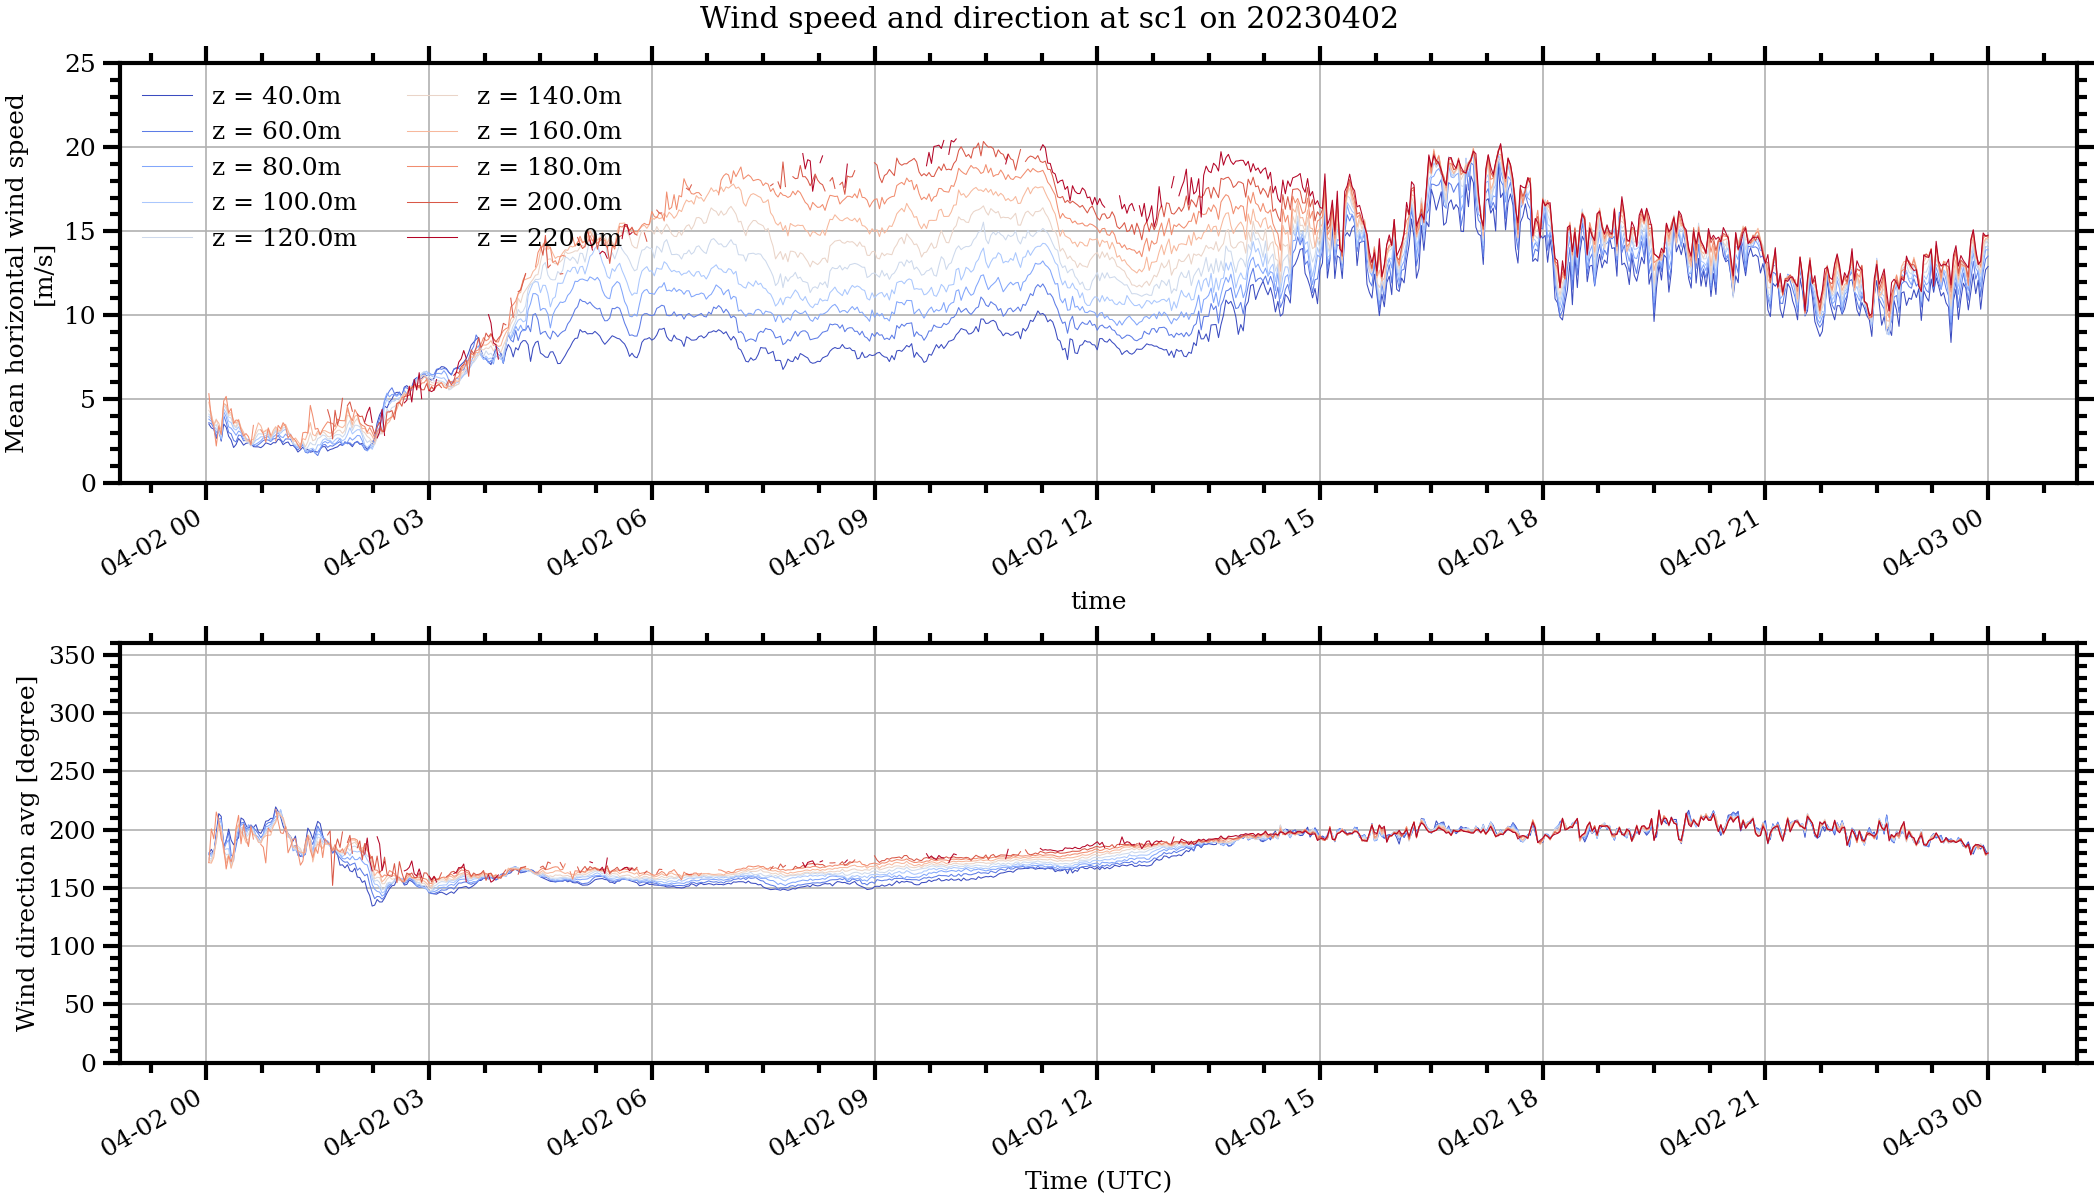 Wind speed and direction at sc1 on 20230402
Mean horizontal wind speed
[m/s]
25
20
15
10
5
0
z = 40.0m
z = 60.0m
z = 80.0m
z = 100.0m
z = 120.0m
z = 140.0m
z = 160.0m
z = 180.0m
z = 200.0m
z = 220.0m
04-02 00
04-02 03
04-02 06
04-02 09
04-02 12
04-02 15
04-02 18
04-02 21
04-03 00
time
Wind direction avg [degree]
350
300
250
200
150
100
50
0
04-02 00
04-02 03
04-02 06
04-02 09
04-02 12
04-02 15
04-02 18
04-02 21
04-03 00
Time (UTC)